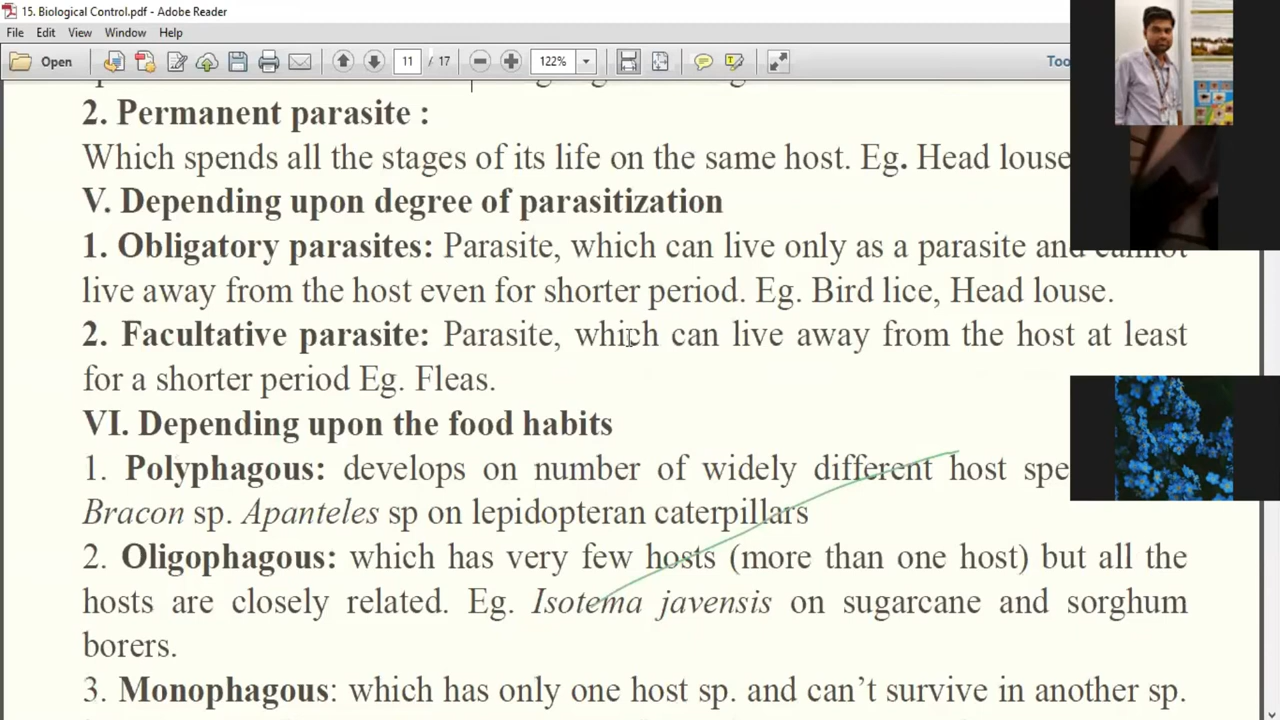 15. Biological Control.pdf - Adobe Reader
File Edit View Window Help
Open 11 / 17 122% Too
2. Permanent parasite :
Which spends all the stages of its life on the same host. Eg. Head louse
V. Depending upon degree of parasitization
1. Obligatory parasites: Parasite, which can live only as a parasite and cannot
live away from the host even for shorter period. Eg. Bird lice, Head louse.
2. Facultative parasite: Parasite, which can live away from the host at least
for a shorter period Eg. Fleas.
VI. Depending upon the food habits
1. Polyphagous: develops on number of widely different host spe
Bracon sp. Apanteles sp on lepidopteran caterpillars
2. Oligophagous: which has very few hosts (more than one host) but all the
hosts are closely related. Eg. Isotema javensis on sugarcane and sorghum
borers.
3. Monophagous: which has only one host sp. and can’t survive in another sp.